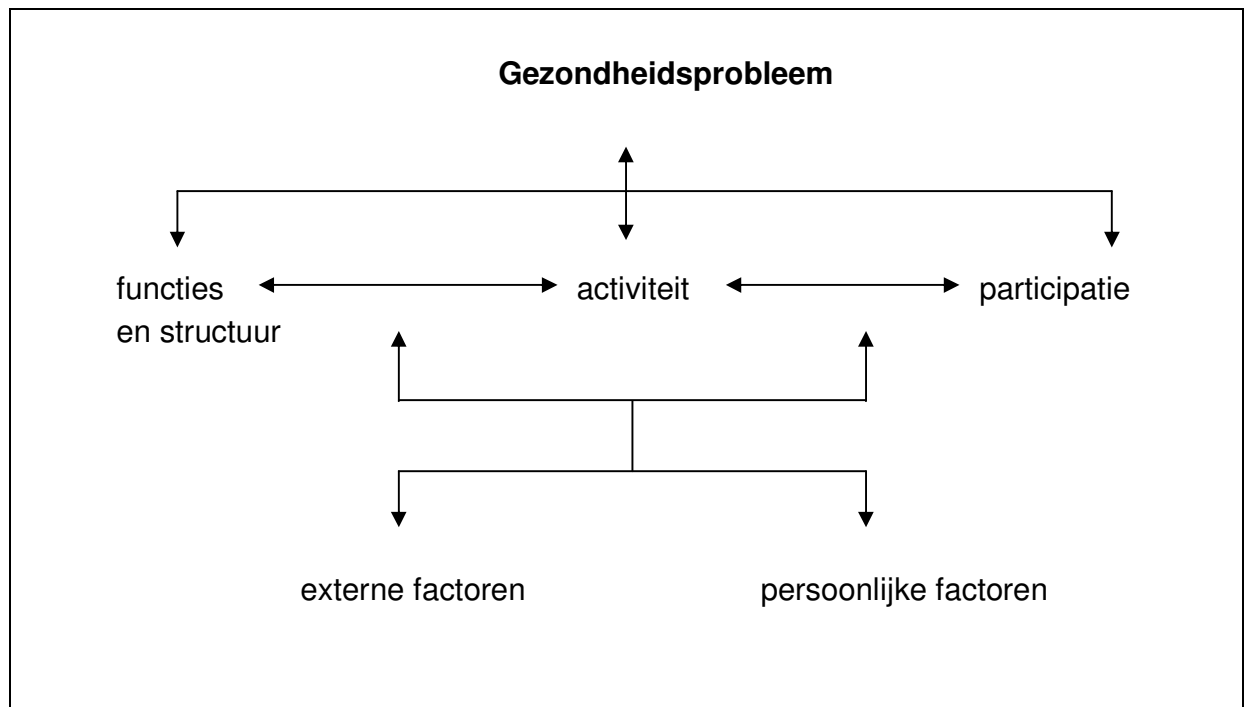 Gezondheidsprobleem
functies
en structuur
activiteit
participatie
externe factoren
persoonlijke factoren